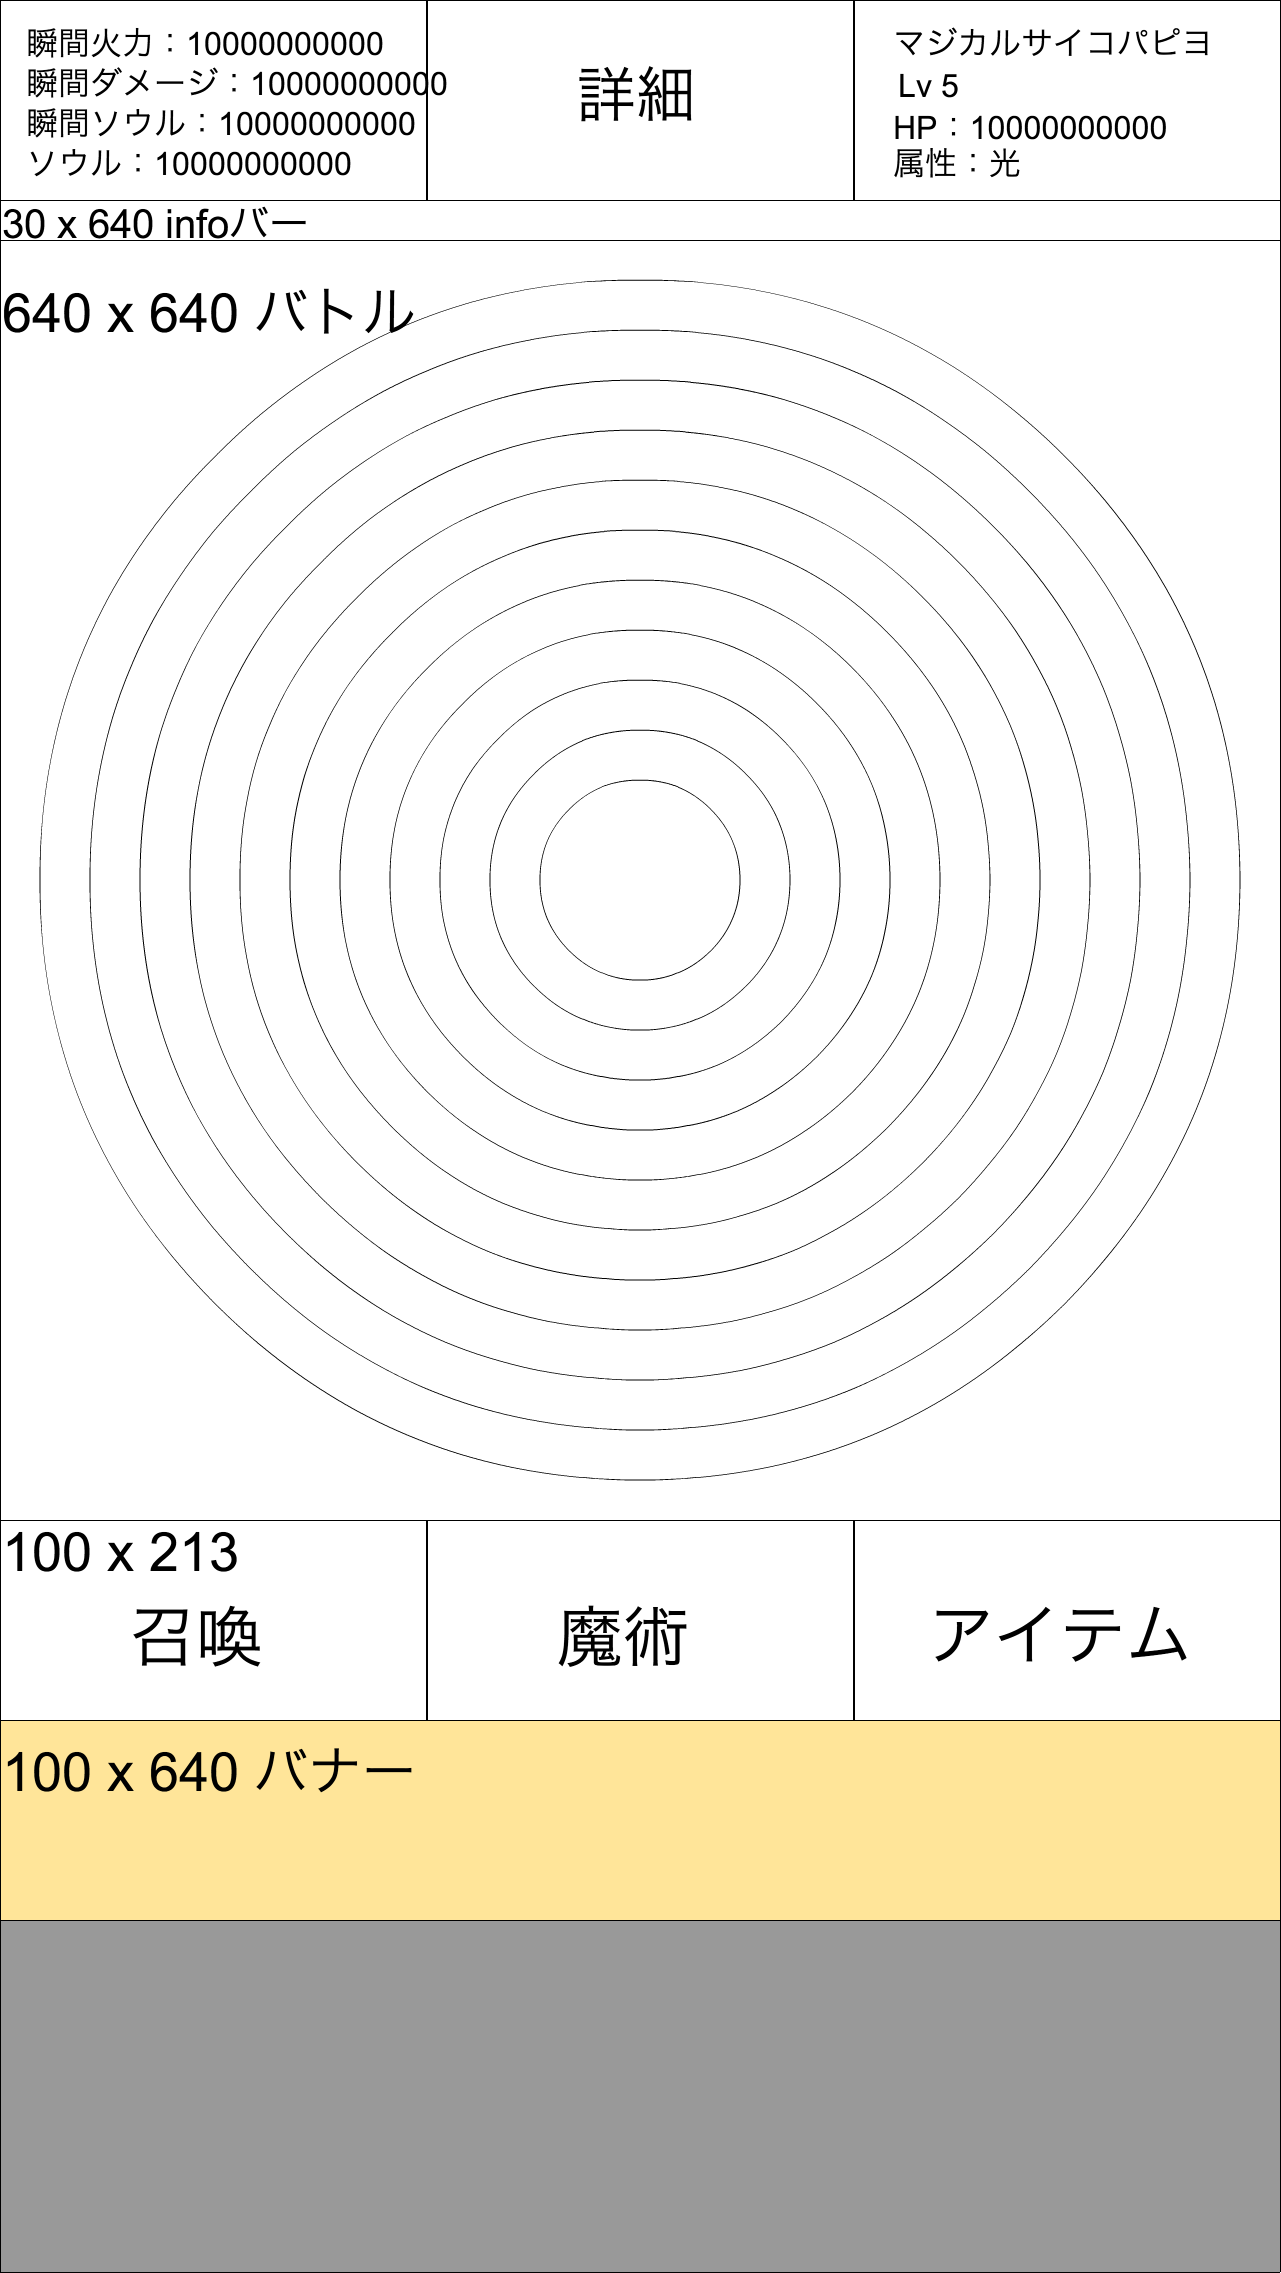 瞬間火力：10000000000
瞬間ダメージ：10000000000
瞬間ソウル：10000000000
ソウル：10000000000
詳細
マジカルサイコパピヨ
Lv 5
HP：10000000000
属性：光
30 x 640 infoバー
640 x 640 バトル
100 x 213
召喚
魔術
アイテム
100 x 640 バナー